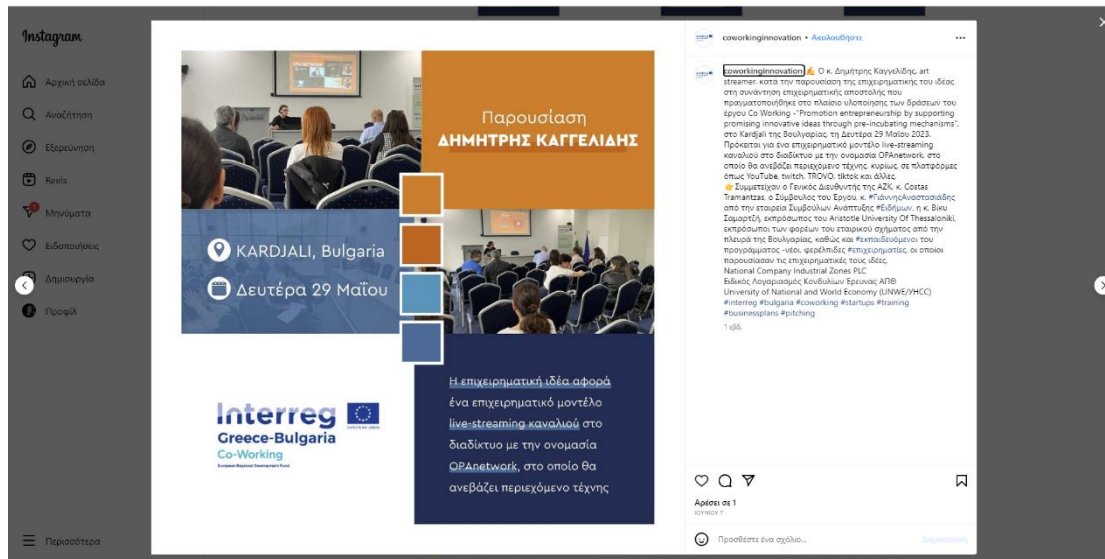 Instagram
Αρχική σελίδα
Αναζήτηση
Εξερεύνηση
Reels
Μηνύματα
Ειδοποιήσεις
Δημιουργία
Προφίλ
Περισσότερα
Παρουσίαση
ΔΗΜΗΤΡΗΣ ΚΑΓΓΕΛΙΔΗΣ
KARDJALI, Bulgaria
Δευτέρα 29 Μαΐου
Interreg
EUROPEAN UNION
Greece-Bulgaria
Co-Working
European Regional Development Fund
Η επιχειρηματική ιδέα αφορά
ένα επιχειρηματικό μοντέλο
live-streaming καναλιού στο
διαδίκτυο με την ονομασία
OPAnetwork, στο οποίο θα
ανεβάζει περιεχόμενο τέχνης
coworkinginnovation • Ακολουθήστε
coworkinginnovation ✍ Ο κ. Δημήτρης Καγγελίδης, art
streamer, κατά την παρουσίαση της επιχειρηματικής του ιδέας
στη συνάντηση επιχειρηματικής αποστολής που
πραγματοποιήθηκε στο πλαίσιο υλοποίησης των δράσεων του
έργου Co Working -"Promotion entrepreneurship by supporting
promising innovative ideas through pre-incubating mechanisms",
στο Kardjali της Βουλγαρίας, τη Δευτέρα 29 Μαΐου 2023.
Πρόκειται για ένα επιχειρηματικό μοντέλο live-streaming
καναλιού στο διαδίκτυο με την ονομασία OPAnetwork, στο
οποίο θα ανεβάζει περιεχόμενο τέχνης, κυρίως, σε πλατφόρμες
όπως YouTube, twitch, TROVO, tiktok και άλλες.
👉 Συμμετείχαν ο Γενικός Διευθυντής της ΑΖΚ, κ. Costas
Tramantzas, ο Σύμβουλος του Έργου, κ. #ΓιάννηςΑναστασιάδης
από την εταιρεία Συμβούλων Ανάπτυξης #Ειδήμων, η κ. Βίκυ
Σαμαρτζή, εκπρόσωπος του Aristotle University Of Thessaloniki,
εκπρόσωποι των φορέων του εταιρικού σχήματος από την
πλευρά της Βουλγαρίας, καθώς και #εκπαιδευόμενοι του
προγράμματος -νέοι, φερέλπιδες #επιχειρηματίες, οι οποίοι
παρουσίασαν τις επιχειρηματικές τους ιδέες.
National Company Industrial Zones PLC
Ειδικός Λογαριασμός Κονδυλίων Έρευνας ΑΠΘ
University of National and World Economy (UNWE/УНСС)
#interreg #bulgaria #coworking #startups #training
#businessplans #pitching
1 εβδ.
Αρέσει σε 1
ΙΟΥΝΙΟΥ 7
Προσθέστε ένα σχόλιο...
Δημοσίευση